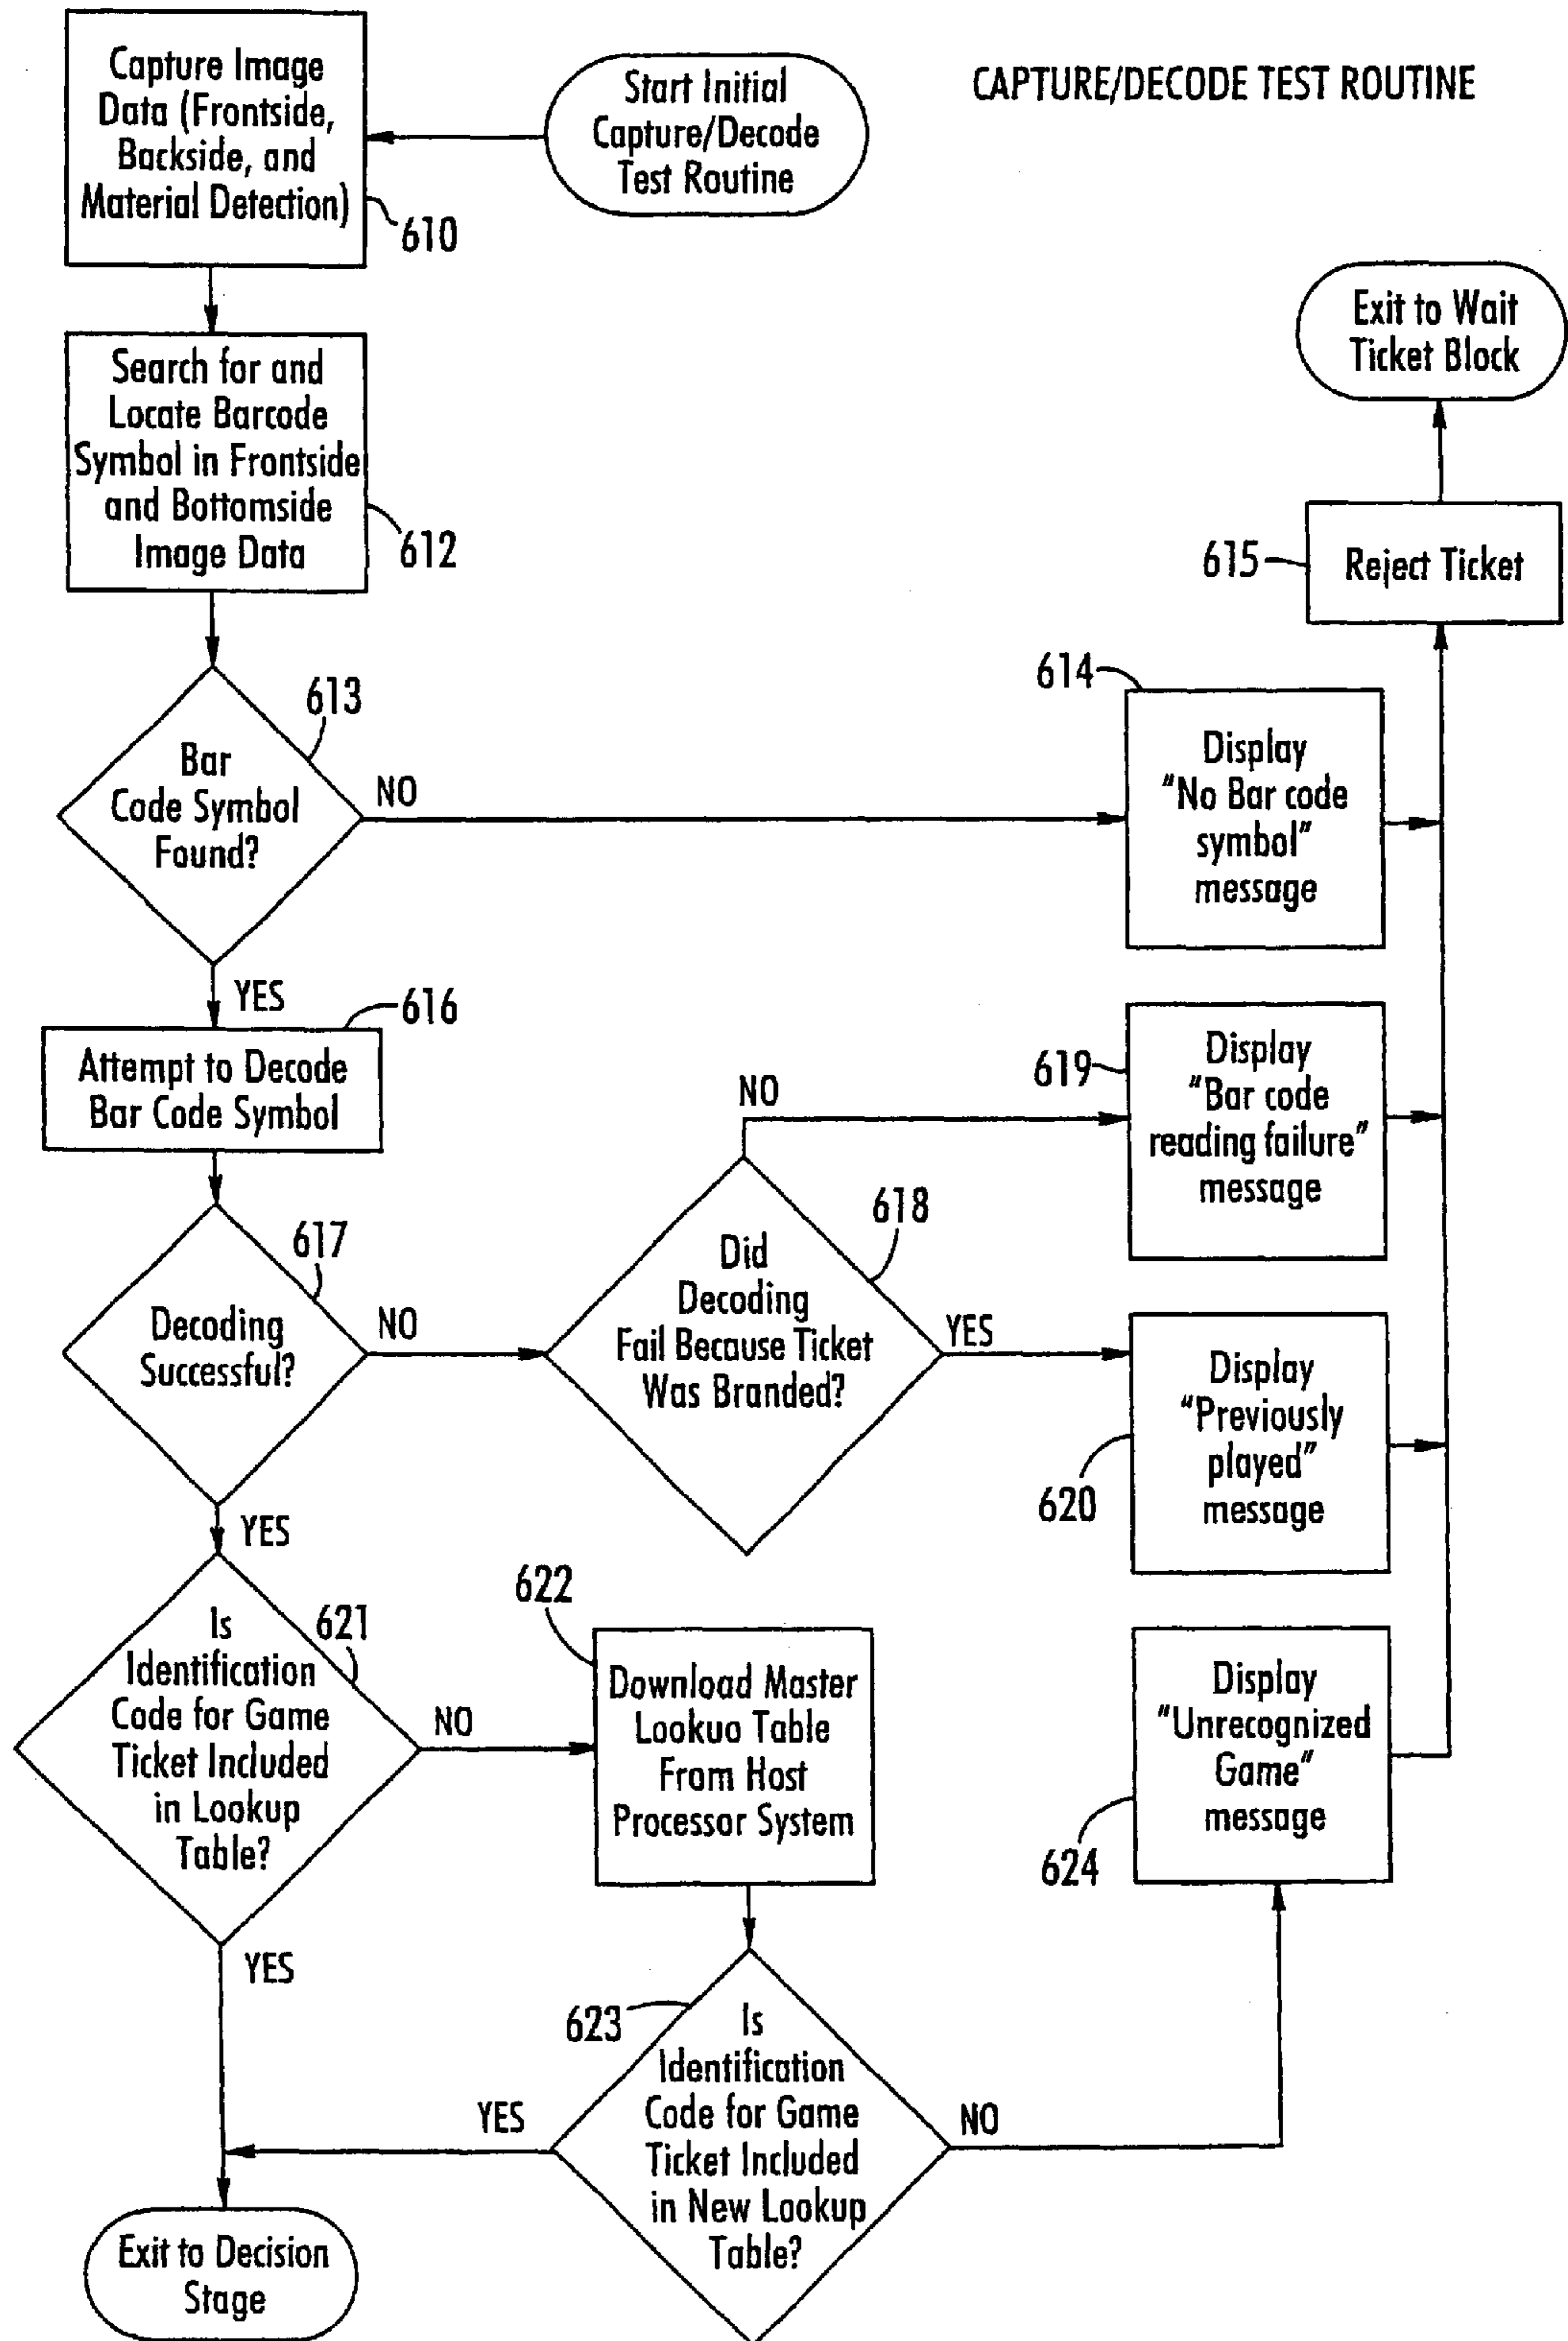 CAPTURE/DECODE TEST ROUTINE
Start Initial
Capture/Decode
Test Routine
Capture Image
Data (Frontside,
Backside, and
Material Detection)
610
Search for and
Locate Barcode
Symbol in Frontside
and Bottomside
Image Data
612
Exit to Wait
Ticket Block
615
Reject Ticket
613
Bar
Code Symbol
Found?
NO
614
Display
"No Bar code
symbol"
message
YES
616
Attempt to Decode
Bar Code Symbol
617
Decoding
Successful?
NO
618
Did
Decoding
Fail Because Ticket
Was Branded?
NO
619
Display
"Bar code
reading failure"
message
YES
620
Display
"Previously
played"
message
YES
621
Is
Identification
Code for Game
Ticket Included
in Lookup
Table?
NO
622
Download Master
Lookuo Table
From Host
Processor System
624
Display
"Unrecognized
Game"
message
YES
623
Is
Identification
Code for Game
Ticket Included
in New Lookup
Table?
YES
NO
Exit to Decision
Stage